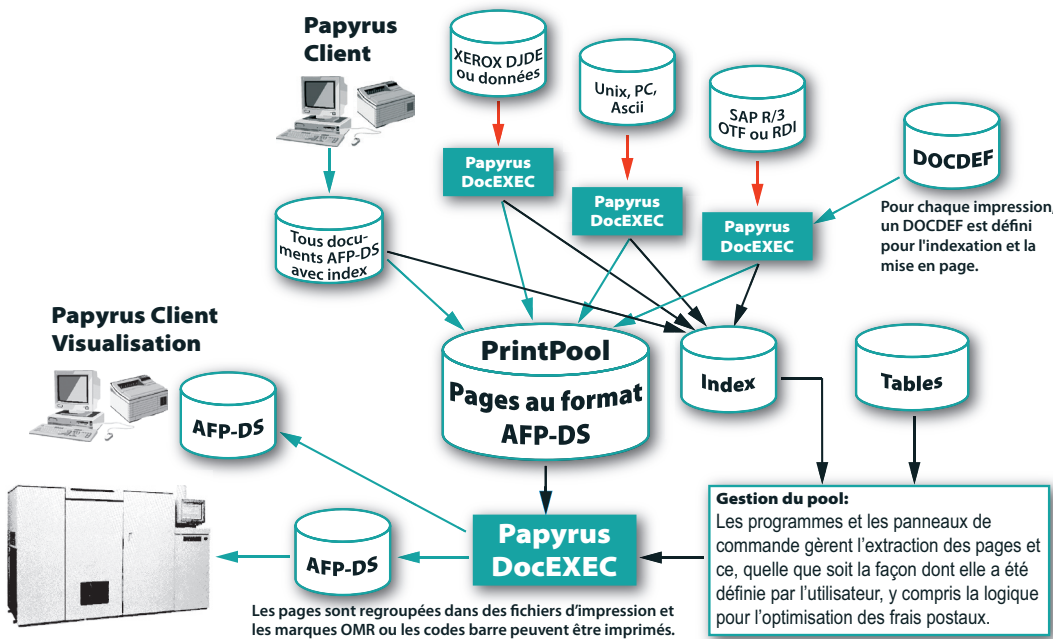 Papyrus
Client
XEROX DJDE
ou données
Unix, PC,
Ascii
SAP R/3
OTF ou RDI
DOCDEF
Papyrus
DocEXEC
Papyrus
DocEXEC
Papyrus
DocEXEC
Pour chaque impression,
un DOCDEF est défini
pour l'indexation et la
mise en page.
Tous docu-
ments AFP-DS
avec index
Papyrus Client
Visualisation
PrintPool
Pages au format
AFP-DS
Index
Tables
AFP-DS
Gestion du pool:
Les programmes et les panneaux de
commande gèrent l'extraction des pages et
ce, quelle que soit la façon dont elle a été
définie par l'utilisateur, y compris la logique
pour l'optimisation des frais postaux.
Papyrus
DocEXEC
AFP-DS
Les pages sont regroupées dans des fichiers d'impression et
les marques OMR ou les codes barre peuvent être imprimés.